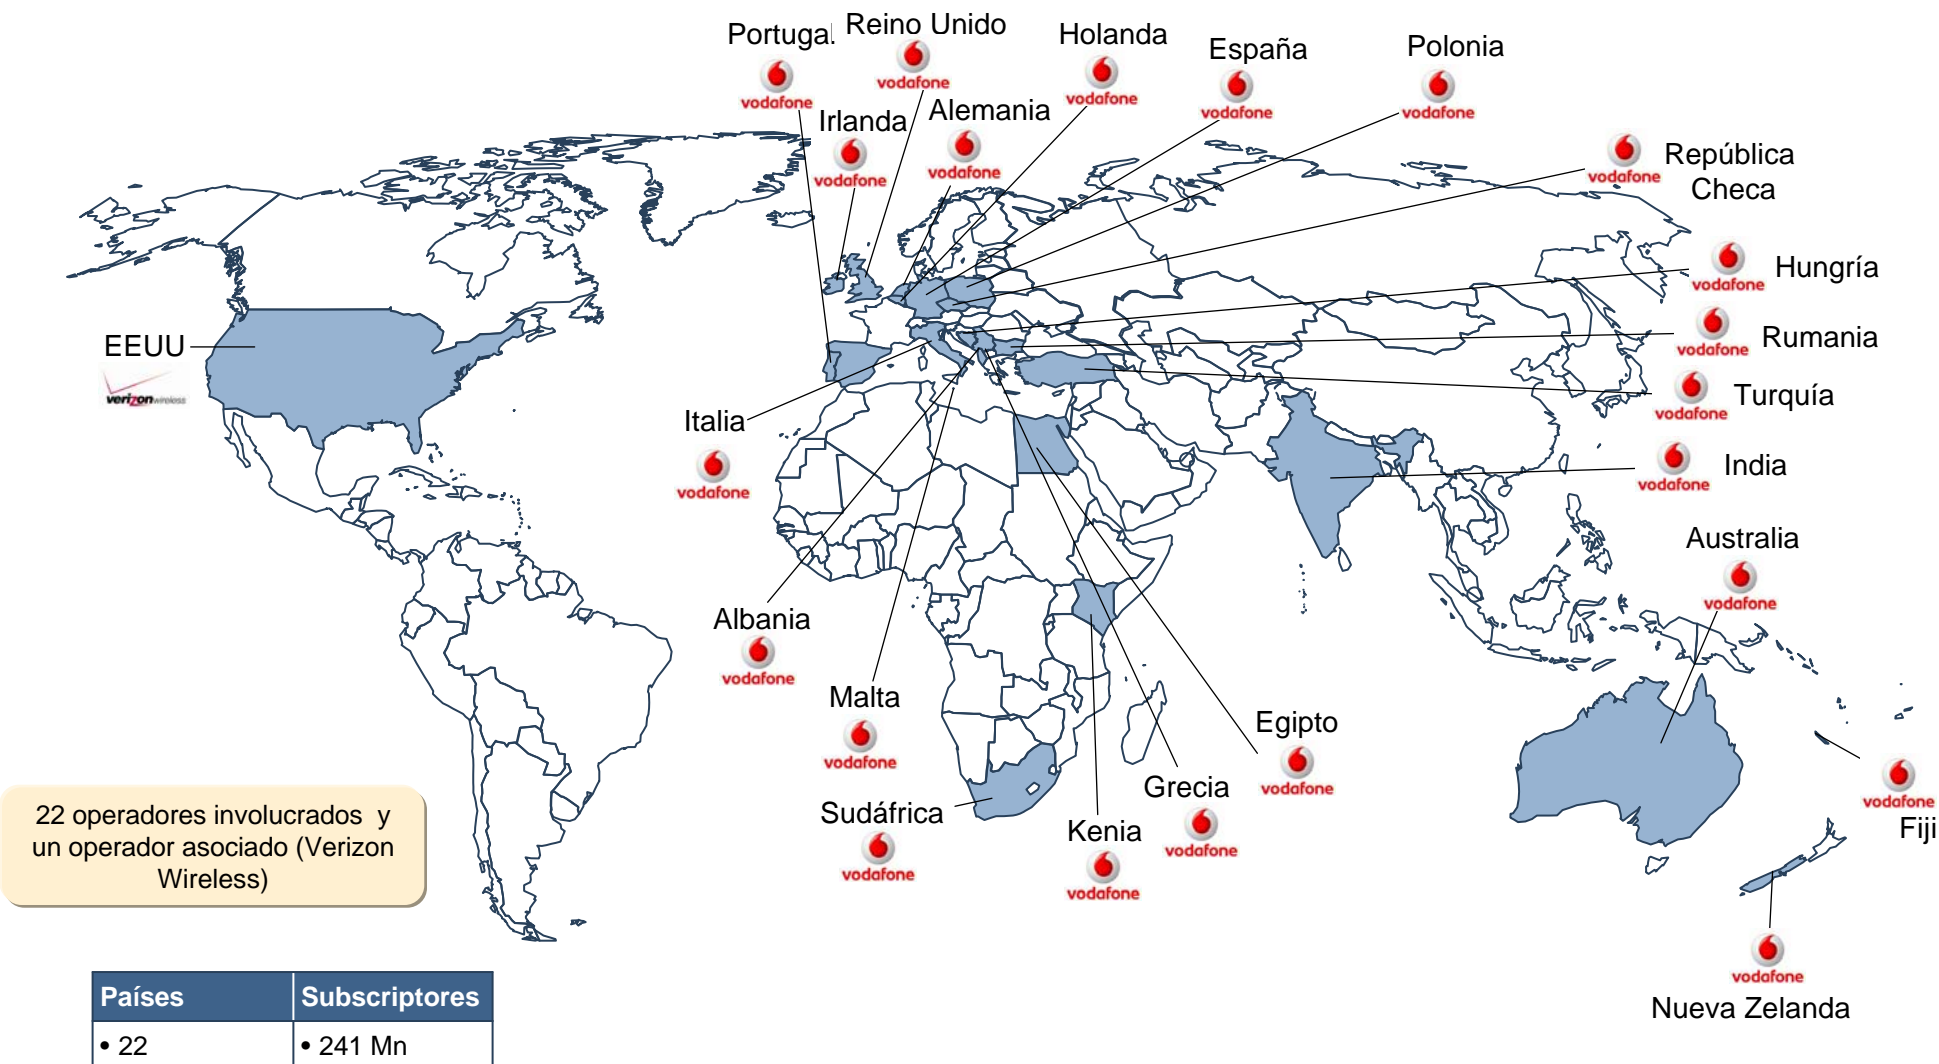 Portugal
vodafone
Reino Unido
vodafone
Holanda
vodafone
España
vodafone
Polonia
vodafone
Irlanda
vodafone
Alemania
vodafone
vodafone
República
Checa
vodafone
Hungría
EEUU
verizonwireless
vodafone
Rumania
vodafone
Turquía
Italia
vodafone
vodafone
India
Australia
vodafone
Albania
vodafone
Malta
vodafone
Egipto
vodafone
Grecia
vodafone
Sudáfrica
vodafone
Kenia
vodafone
vodafone
Fiji
22 operadores involucrados y
un operador asociado (Verizon
Wireless)
vodafone
Nueva Zelanda
Países Subscriptores
• 22 • 241 Mn